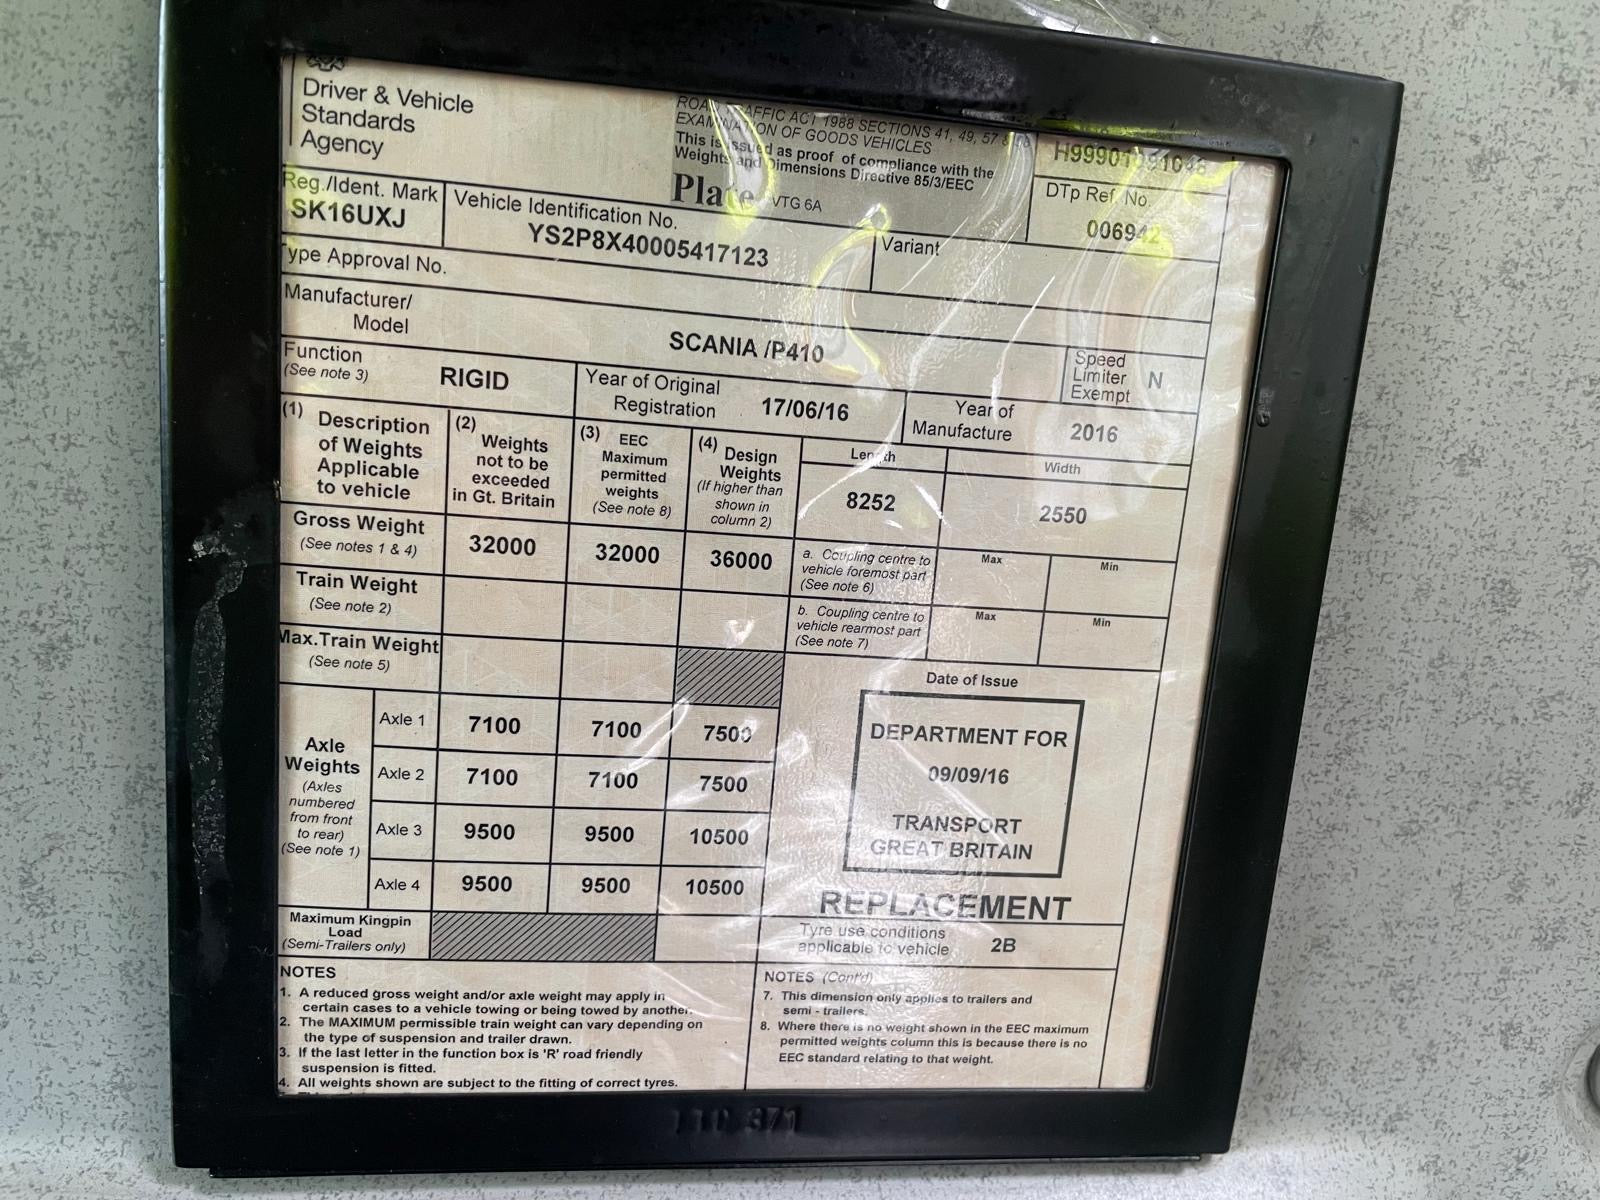 Driver & Vehicle
Standards
Agency
ROAD TRAFFIC ACT 1988 SECTIONS 41, 49, 57 &
EXAMINATION OF GOODS VEHICLES
This is issued as proof of compliance with the
Weights and Dimensions Directive 85/3/EEC
Plate VTG 6A
DTp Ref. No.
006942
Reg./Ident. Mark
SK16UXJ
Vehicle Identification No.
YS2P8X40005417123
Variant
ype Approval No.
Manufacturer/
Model
SCANIA /P410
Speed
Limiter
Exempt
N
Function
(See note 3)
RIGID
Year of Original
Registration
17/06/16
Year of
Manufacture
2016
(1) Description
of Weights
Applicable
to vehicle
(2) Weights
not to be
exceeded
in Gt. Britain
(3) EEC
Maximum
permitted
weights
(See note 8)
(4) Design
Weights
(If higher than
shown in
column 2)
Length
8252
Width
2550
Gross Weight
(See notes 1 & 4)
32000
32000
36000
a. Coupling centre to
vehicle foremost part
(See note 6)
Max
Min
Train Weight
(See note 2)
b. Coupling centre to
vehicle rearmost part
(See note 7)
Max
Min
Max.Train Weight
(See note 5)
Axle
Weights
(Axles
numbered
from front
to rear)
(See note 1)
Axle 1 7100 7100 7500
Axle 2 7100 7100 7500
Axle 3 9500 9500 10500
Axle 4 9500 9500 10500
Date of Issue
DEPARTMENT FOR
09/09/16
TRANSPORT
GREAT BRITAIN
REPLACEMENT
Maximum Kingpin
Load
(Semi-Trailers only)
Tyre use conditions
applicable to vehicle
2B
NOTES
1. A reduced gross weight and/or axle weight may apply in
certain cases to a vehicle towing or being towed by another.
2. The MAXIMUM permissible train weight can vary depending on
the type of suspension and trailer drawn.
3. If the last letter in the function box is 'R' road friendly
suspension is fitted.
4. All weights shown are subject to the fitting of correct tyres.
NOTES (Cont'd)
7. This dimension only applies to trailers and
semi - trailers.
8. Where there is no weight shown in the EEC maximum
permitted weights column this is because there is no
EEC standard relating to that weight.